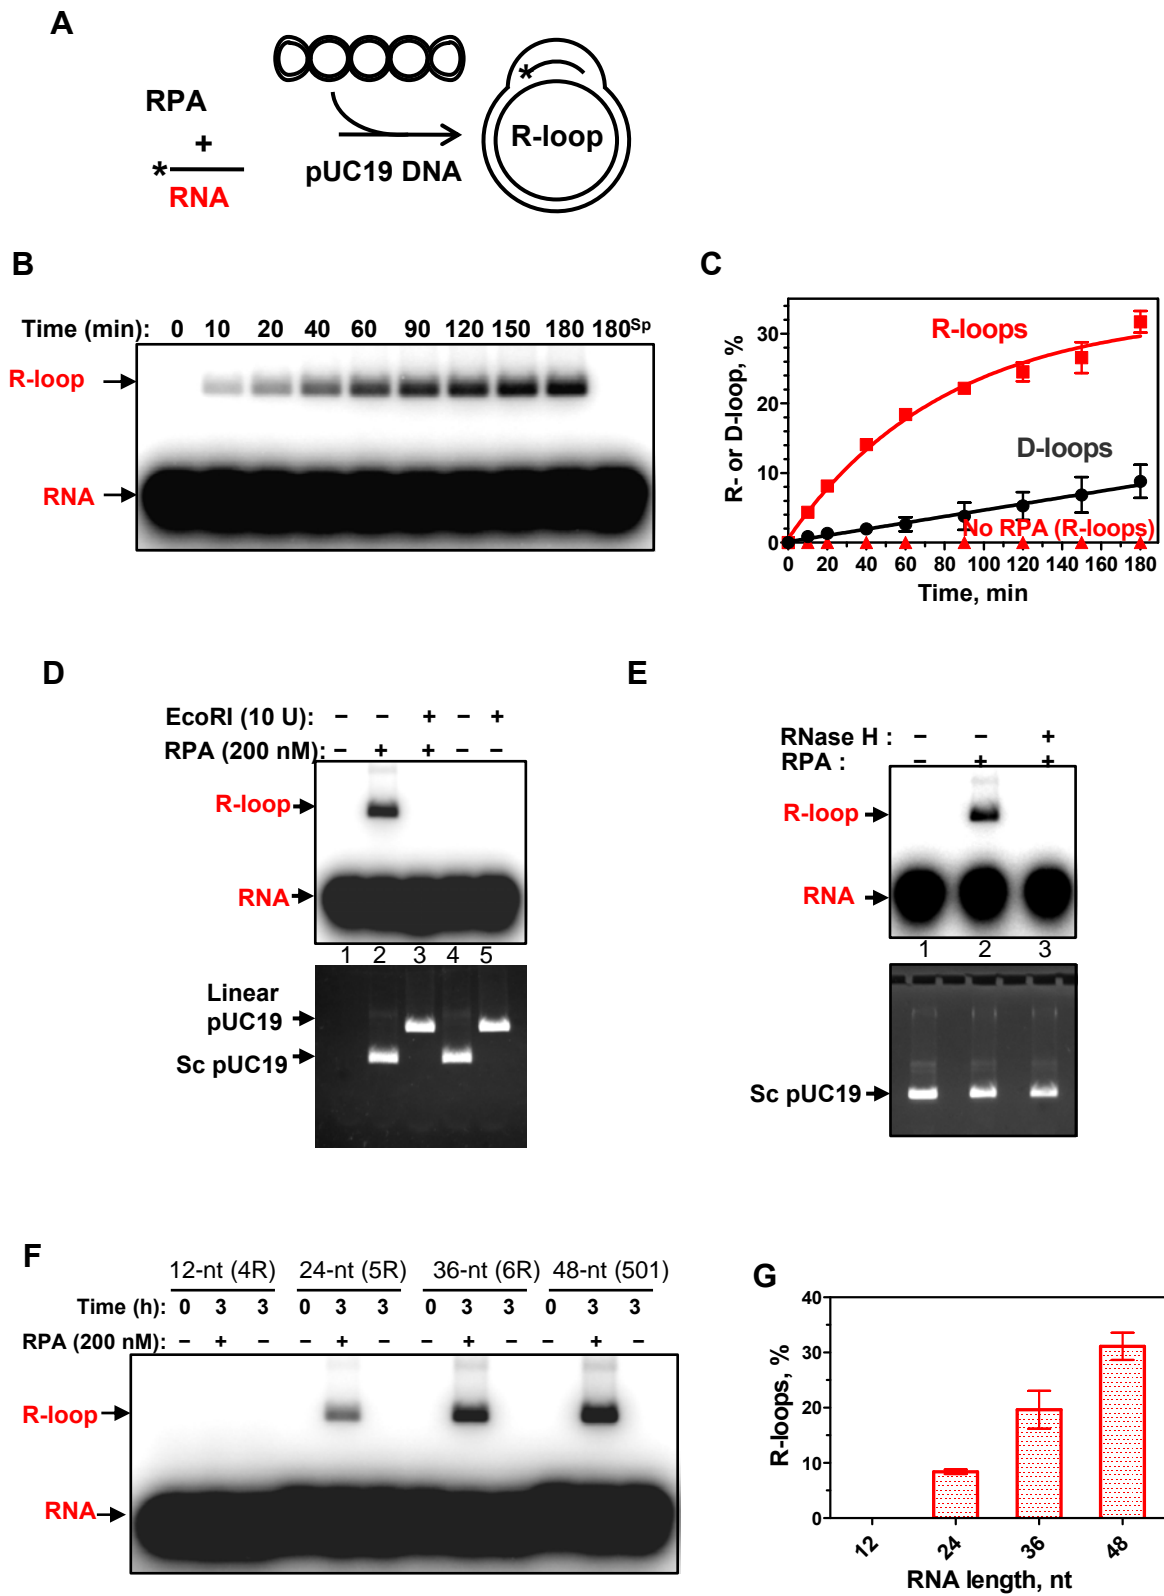 A
RPA
+
*
RNA
pUC19 DNA
*
R-loop
B
Time (min): 0 10 20 40 60 90 120 150 180 180Sp
R-loop
RNA
C
R- or D-loop, %
30
20
10
0
R-loops
D-loops
No RPA (R-loops)
0 20 40 60 80 100 120 140 160 180
Time, min
D
EcoRI (10 U): – – + – +
RPA (200 nM): – + + – –
R-loop
RNA
1 2 3 4 5
Linear
pUC19
Sc pUC19
E
RNase H : – – +
RPA : – + +
R-loop
RNA
1 2 3
Sc pUC19
F
12-nt (4R) 24-nt (5R) 36-nt (6R) 48-nt (501)
Time (h): 0 3 3 0 3 3 0 3 3 0 3 3
RPA (200 nM): – + – – + – – + – – + –
R-loop
RNA
G
R-loops, %
40
30
20
10
0
12 24 36 48
RNA length, nt